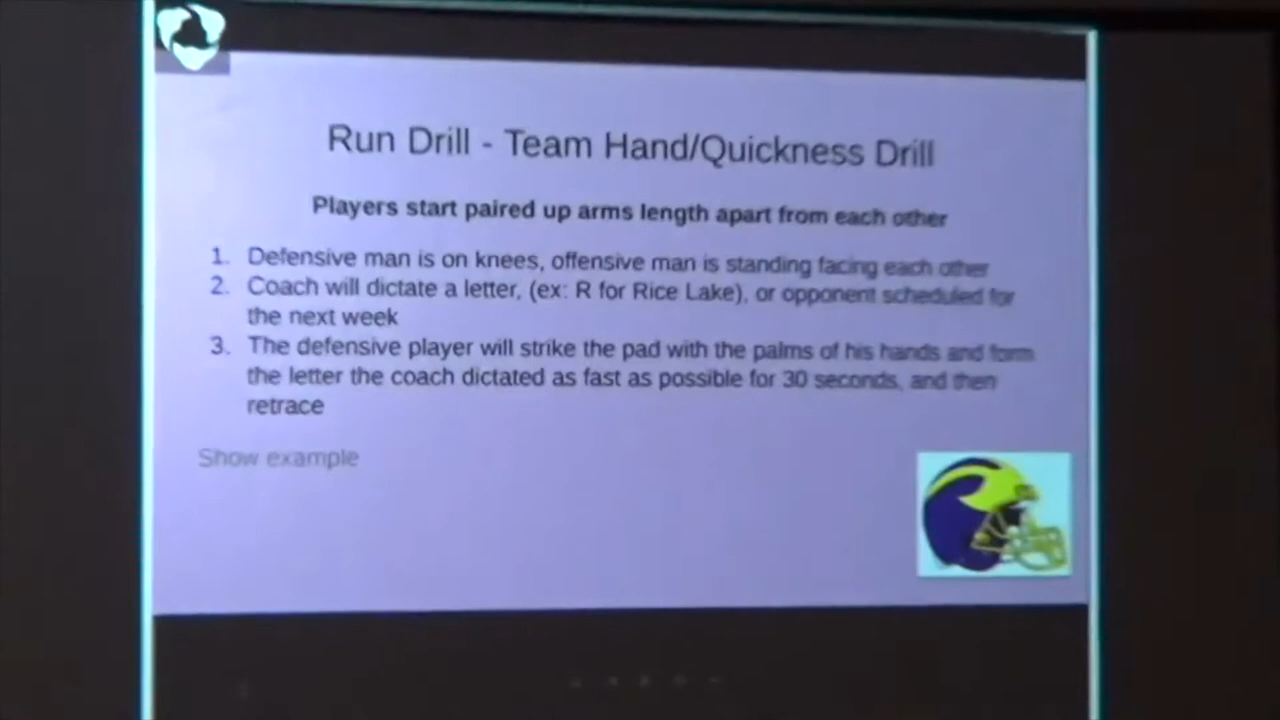 Run Drill - Team Hand/Quickness Drill
Players start paired up arms length apart from each other
1. Defensive man is on knees, offensive man is standing facing each other
2. Coach will dictate a letter, (ex: R for Rice Lake), or opponent scheduled for
the next week
3. The defensive player will strike the pad with the palms of his hands and form
the letter the coach dictated as fast as possible for 30 seconds, and then
retrace
Show example